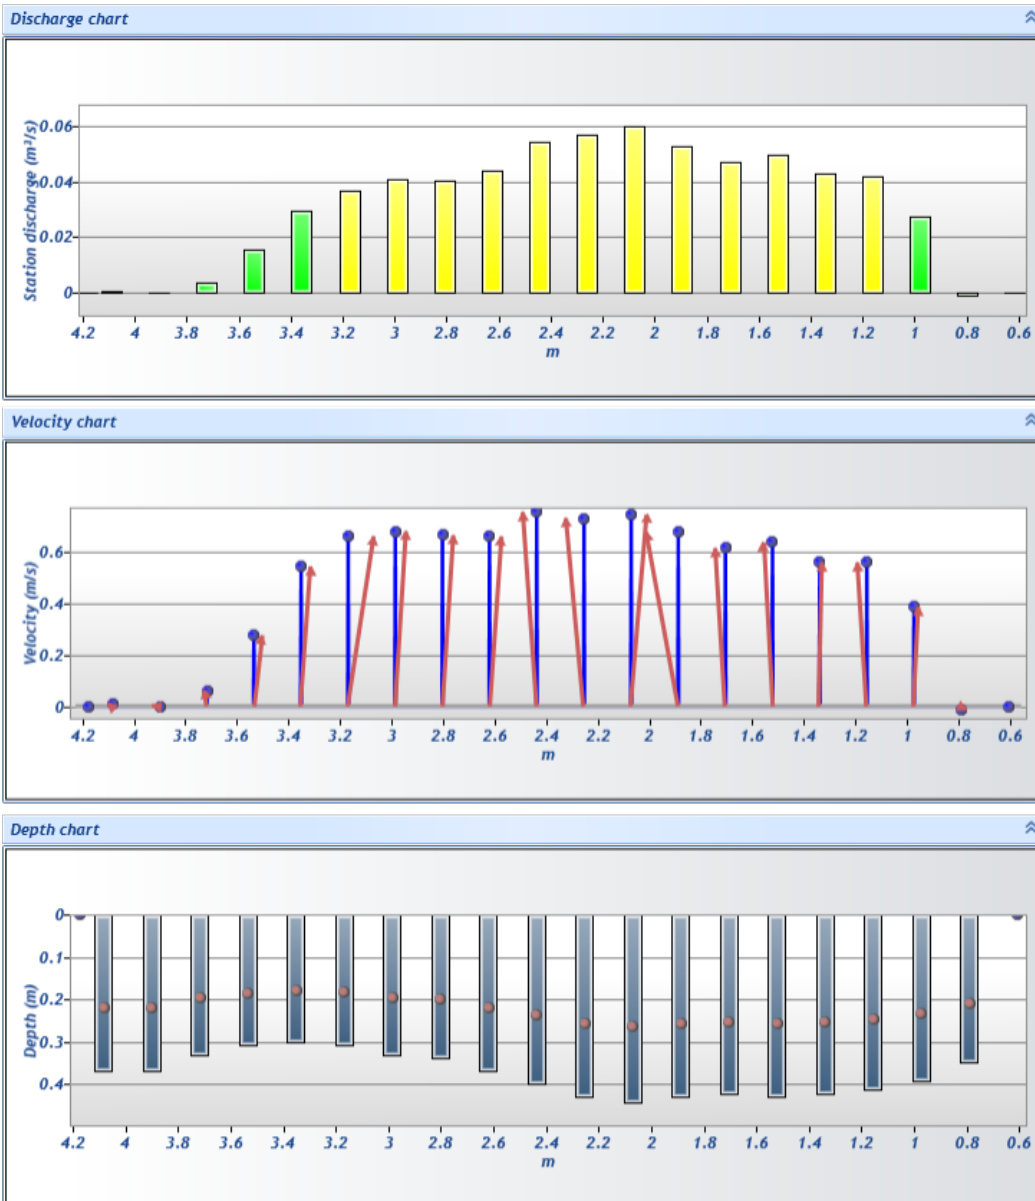 Discharge chart
Station discharge (m³/s)
0.06
0.04
0.02
0
4.2 4 3.8 3.6 3.4 3.2 3 2.8 2.6 2.4 2.2 2 1.8 1.6 1.4 1.2 1 0.8 0.6
m
Velocity chart
Velocity (m/s)
0.6
0.4
0.2
0
4.2 4 3.8 3.6 3.4 3.2 3 2.8 2.6 2.4 2.2 2 1.8 1.6 1.4 1.2 1 0.8 0.6
m
Depth chart
Depth (m)
0
0.1
0.2
0.3
0.4
4.2 4 3.8 3.6 3.4 3.2 3 2.8 2.6 2.4 2.2 2 1.8 1.6 1.4 1.2 1 0.8 0.6
m